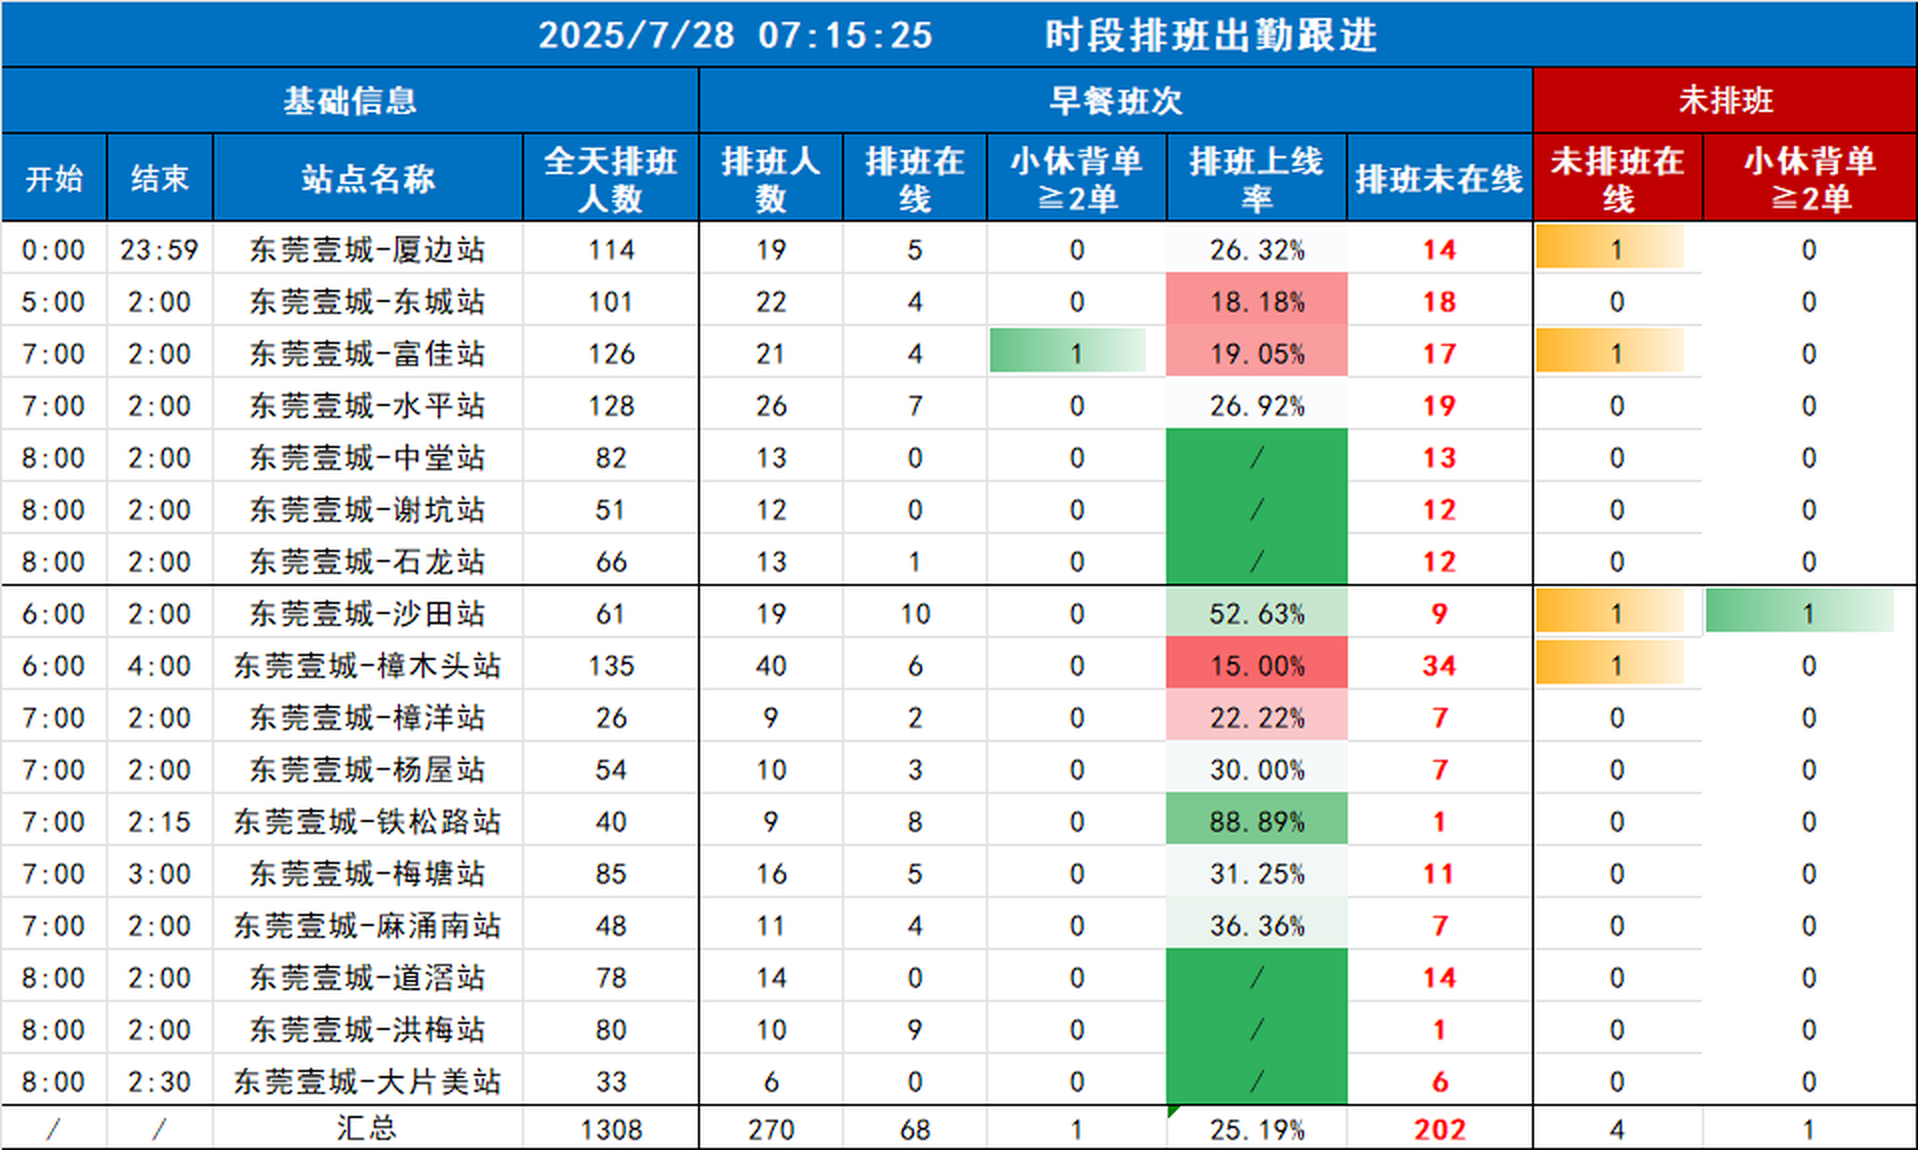 2025/7/28 07:15:25 时段排班出勤跟进
基础信息 早餐班次 未排班
开始 结束 站点名称 全天排班人数 排班人数 排班在线 小休背单≧2单 排班上线率 排班未在线 未排班在线 小休背单≧2单
0:00 23:59 东莞壹城-厦边站 114 19 5 0 26.32% 14 1 0
5:00 2:00 东莞壹城-东城站 101 22 4 0 18.18% 18 0 0
7:00 2:00 东莞壹城-富佳站 126 21 4 1 19.05% 17 1 0
7:00 2:00 东莞壹城-水平站 128 26 7 0 26.92% 19 0 0
8:00 2:00 东莞壹城-中堂站 82 13 0 0 / 13 0 0
8:00 2:00 东莞壹城-谢坑站 51 12 0 0 / 12 0 0
8:00 2:00 东莞壹城-石龙站 66 13 1 0 / 12 0 0
6:00 2:00 东莞壹城-沙田站 61 19 10 0 52.63% 9 1 1
6:00 4:00 东莞壹城-樟木头站 135 40 6 0 15.00% 34 1 0
7:00 2:00 东莞壹城-樟洋站 26 9 2 0 22.22% 7 0 0
7:00 2:00 东莞壹城-杨屋站 54 10 3 0 30.00% 7 0 0
7:00 2:15 东莞壹城-铁松路站 40 9 8 0 88.89% 1 0 0
7:00 3:00 东莞壹城-梅塘站 85 16 5 0 31.25% 11 0 0
7:00 2:00 东莞壹城-麻涌南站 48 11 4 0 36.36% 7 0 0
8:00 2:00 东莞壹城-道滘站 78 14 0 0 / 14 0 0
8:00 2:00 东莞壹城-洪梅站 80 10 9 0 / 1 0 0
8:00 2:30 东莞壹城-大片美站 33 6 0 0 / 6 0 0
/ / 汇总 1308 270 68 1 25.19% 202 4 1